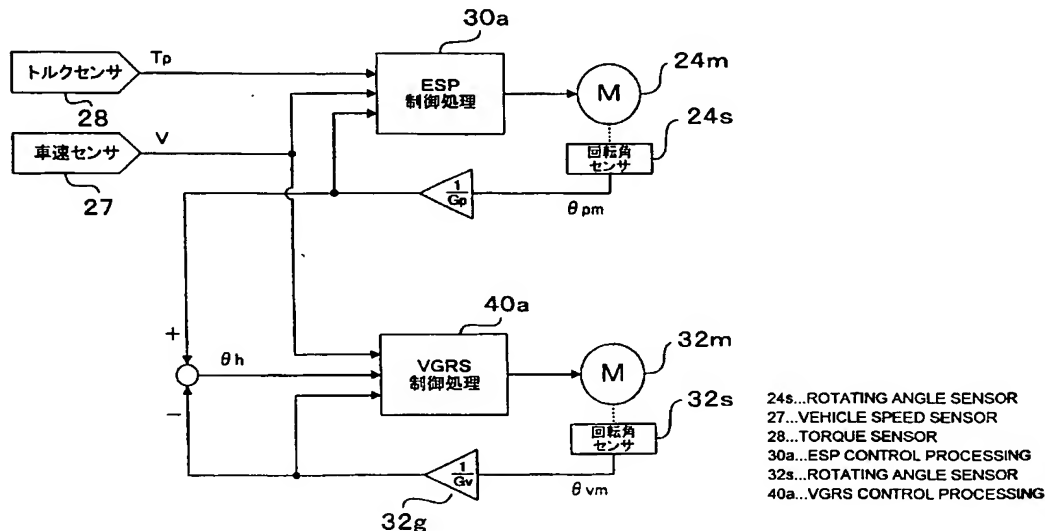 30a
Tp
トルクセンサ
ESP
制御処理
M
24m
28
24s
V
車速センサ
回転角
センサ
27
1
Gp
θpm
40a
+
θh
VGRS
制御処理
M
32m
−
32s
回転角
センサ
1
Gv
θvm
32g
24s...ROTATING ANGLE SENSOR
27...VEHICLE SPEED SENSOR
28...TORQUE SENSOR
30a...ESP CONTROL PROCESSING
32s...ROTATING ANGLE SENSOR
40a...VGRS CONTROL PROCESSING